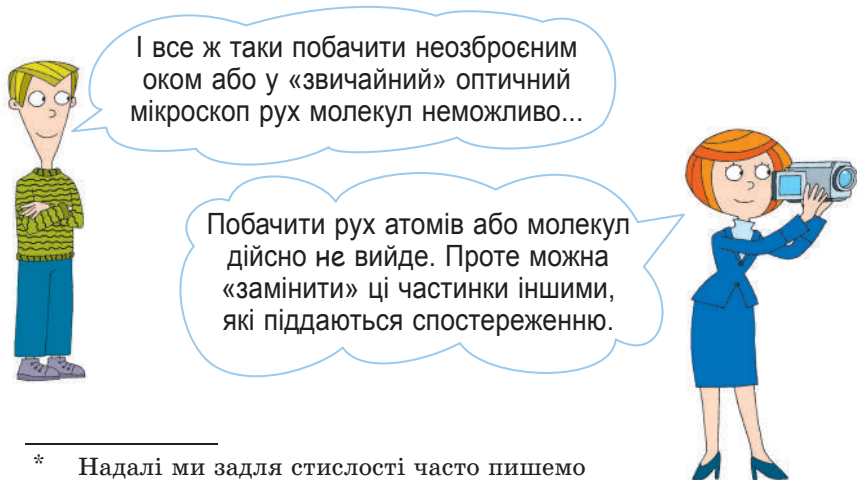 І все ж таки побачити неозброєним
оком або у «звичайний» оптичний
мікроскоп рух молекул неможливо...
Побачити рух атомів або молекул
дійсно не вийде. Проте можна
«замінити» ці частинки іншими,
які піддаються спостереженню.
* Надалі ми задля стислості часто пишемо